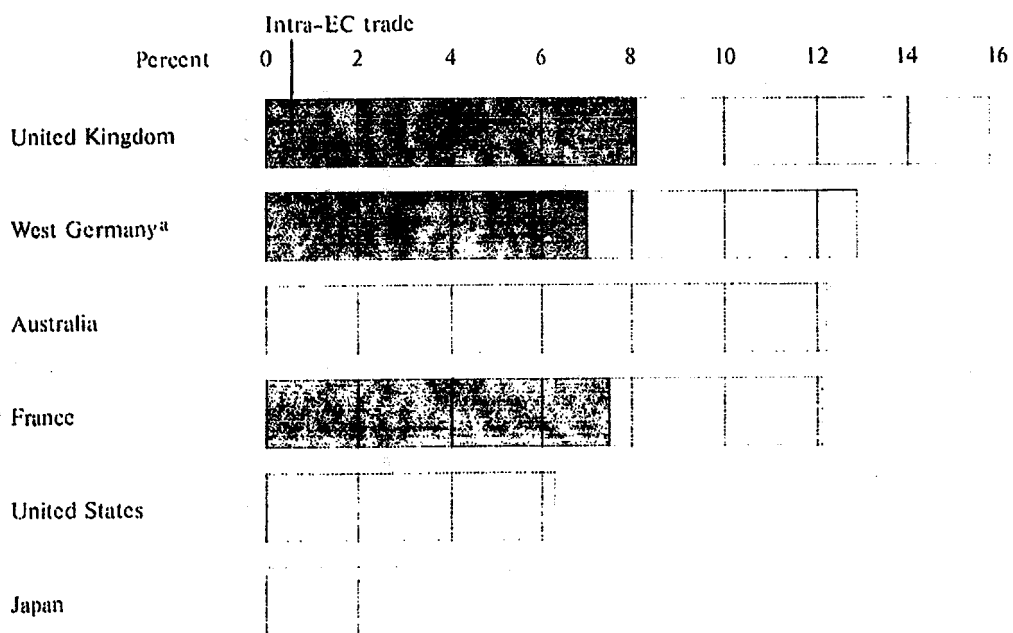 Intra-EC trade
Percent 0 2 4 6 8 10 12 14 16
United Kingdom
West Germanyª
Australia
France
United States
Japan